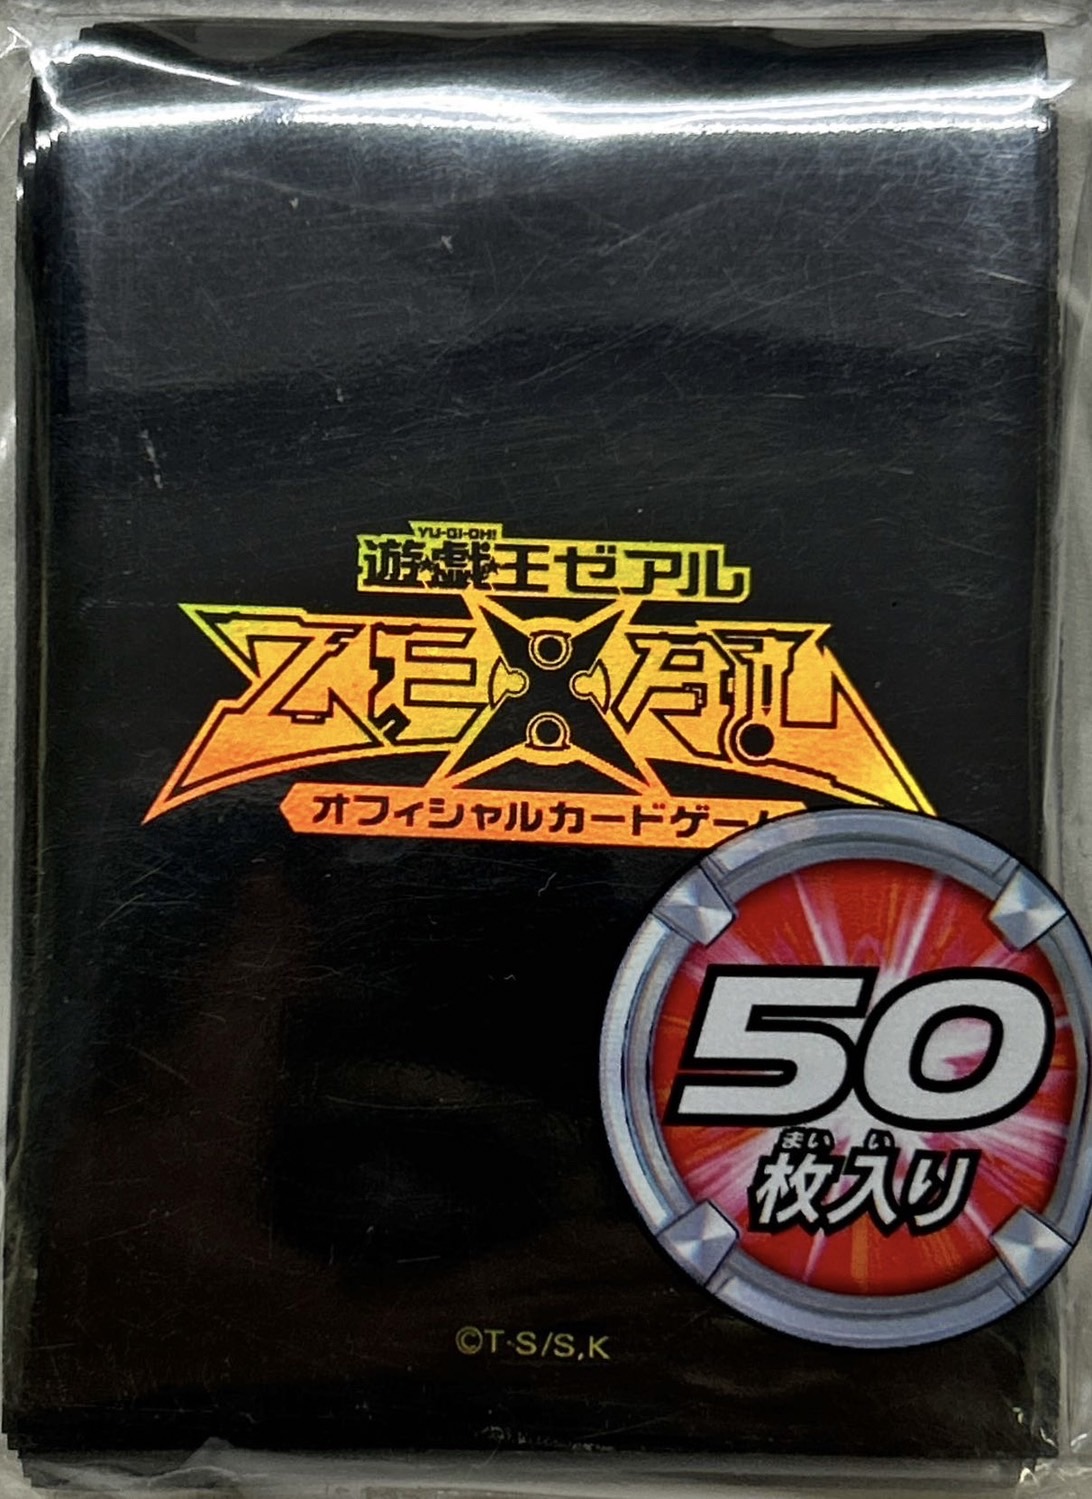 YU-GI-OH!
遊☆戯☆王ゼアル
ZEXAL
オフィシャルカードゲーム
50
まい い
枚入り
©T·S/S,K